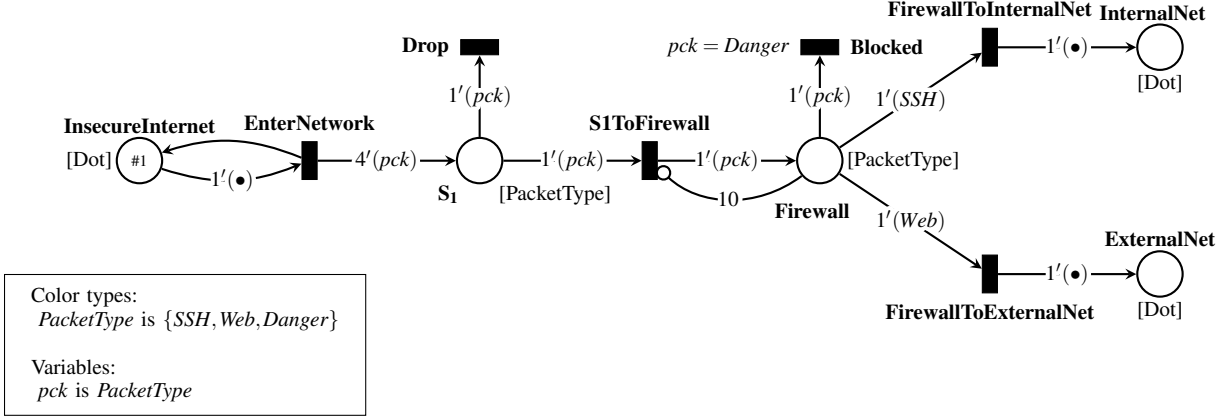 FirewallToInternalNet InternalNet
Drop
pck = Danger
Blocked
1′(•)
[Dot]
1′(pck)
1′(pck)
1′(SSH)
InsecureInternet
EnterNetwork
S1ToFirewall
[Dot]
#1
4′(pck)
1′(pck)
1′(pck)
[PacketType]
1′(•)
S₁
[PacketType]
10
Firewall
1′(Web)
ExternalNet
1′(•)
FirewallToExternalNet
[Dot]
Color types:
PacketType is {SSH, Web, Danger}
Variables:
pck is PacketType